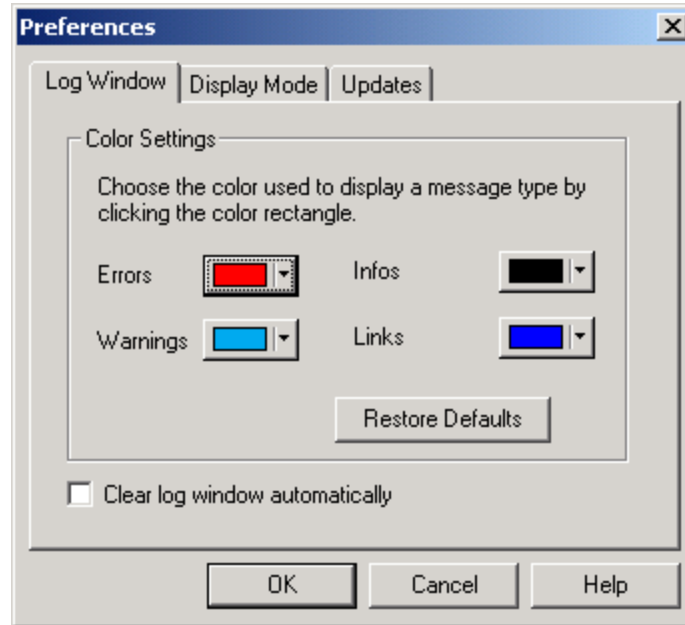 Preferences
Log Window Display Mode Updates
Color Settings
Choose the color used to display a message type by
clicking the color rectangle.
Errors Infos
Warnings Links
Restore Defaults
Clear log window automatically
OK Cancel Help